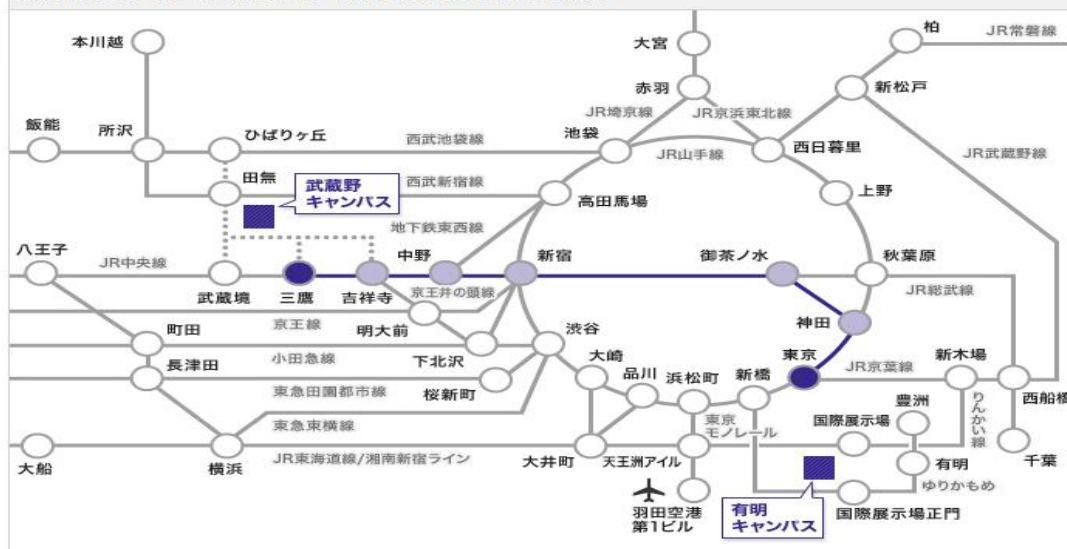 本川越
大宮
柏
JR常磐線
赤羽
新松戸
JR埼京線
JR京浜東北線
飯能
所沢
ひばりヶ丘
西武池袋線
池袋
JR山手線
西日暮里
JR武蔵野線
田無
武蔵野
キャンパス
西武新宿線
高田馬場
上野
地下鉄東西線
八王子
JR中央線
中野
新宿
御茶ノ水
秋葉原
武蔵境
三鷹
吉祥寺
京王井の頭線
JR総武線
京王線
明大前
神田
町田
小田急線
下北沢
渋谷
大崎
東京
新木場
長津田
品川
浜松町
新橋
JR京葉線
西船橋
東急田園都市線
桜新町
豊洲
りんかい線
東急東横線
東京
モノレール
国際展示場
大船
横浜
JR東海道線/湘南新宿ライン
大井町
天王洲アイル
有明
千葉
ゆりかもめ
羽田空港
第1ビル
有明
キャンパス
国際展示場正門